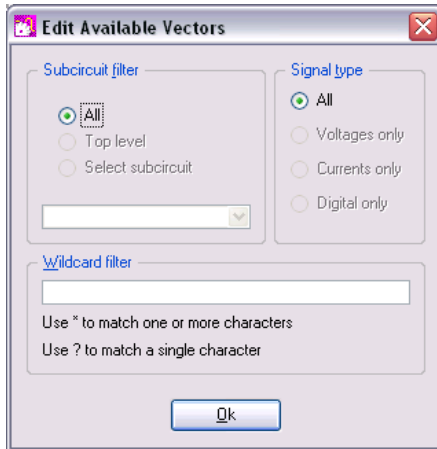 Edit Available Vectors
Subcircuit filter
All
Top level
Select subcircuit
Signal type
All
Voltages only
Currents only
Digital only
Wildcard filter
Use * to match one or more characters
Use ? to match a single character
Ok